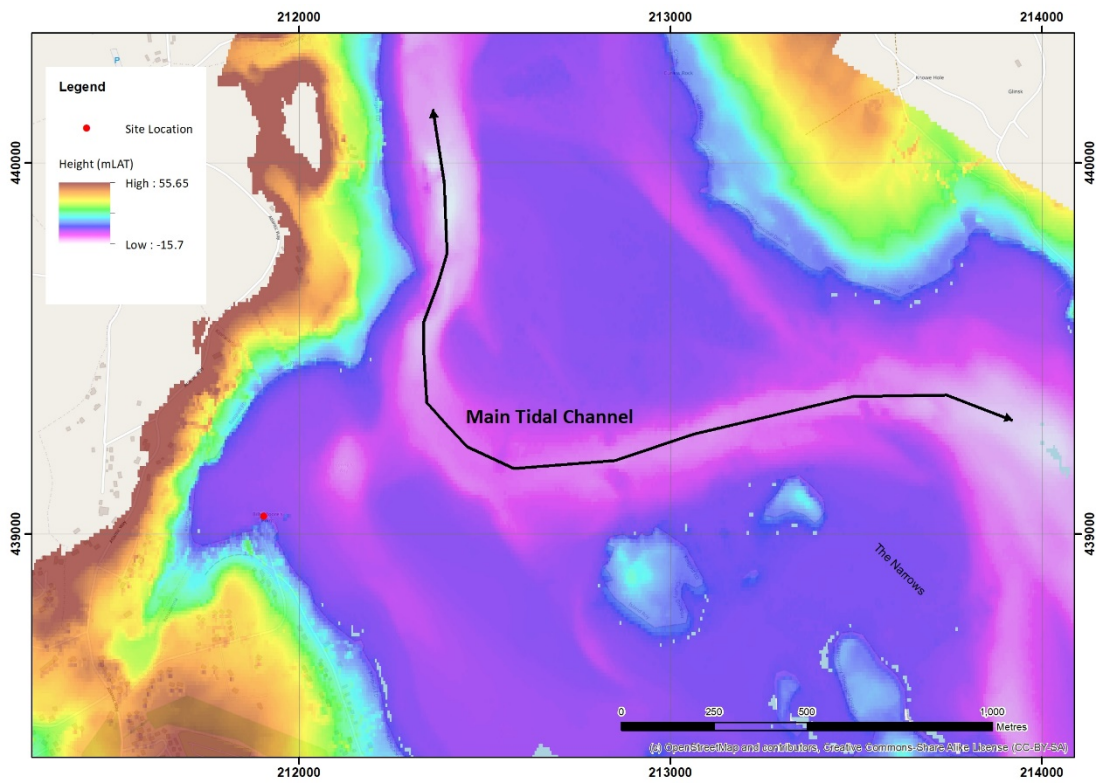 212000 213000 214000
P
Legend
Site Location
Height (mLAT)
High : 55.65
Low : -15.7
Knowe Hole
440000 440000
Main Tidal Channel
439000 439000
The Narrows
0 250 500 1,000
Metres
(c) OpenStreetMap and contributors, Creative Commons-Share Alike License (CC-BY-SA)
212000 213000 214000